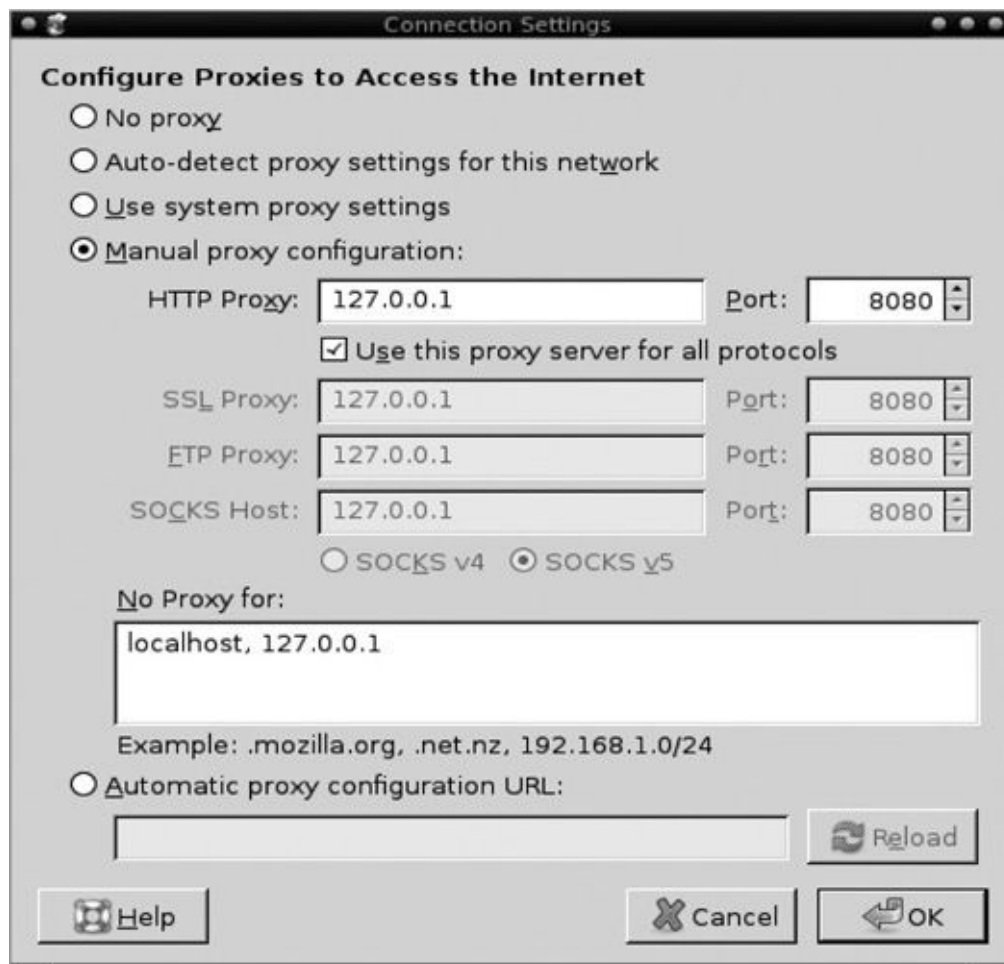 Connection Settings
Configure Proxies to Access the Internet
No proxy
Auto-detect proxy settings for this network
Use system proxy settings
Manual proxy configuration:
HTTP Proxy: 127.0.0.1 Port: 8080
Use this proxy server for all protocols
SSL Proxy: 127.0.0.1 Port: 8080
FTP Proxy: 127.0.0.1 Port: 8080
SOCKS Host: 127.0.0.1 Port: 8080
SOCKS v4 SOCKS v5
No Proxy for:
localhost, 127.0.0.1
Example: .mozilla.org, .net.nz, 192.168.1.0/24
Automatic proxy configuration URL:
Reload
Help Cancel OK